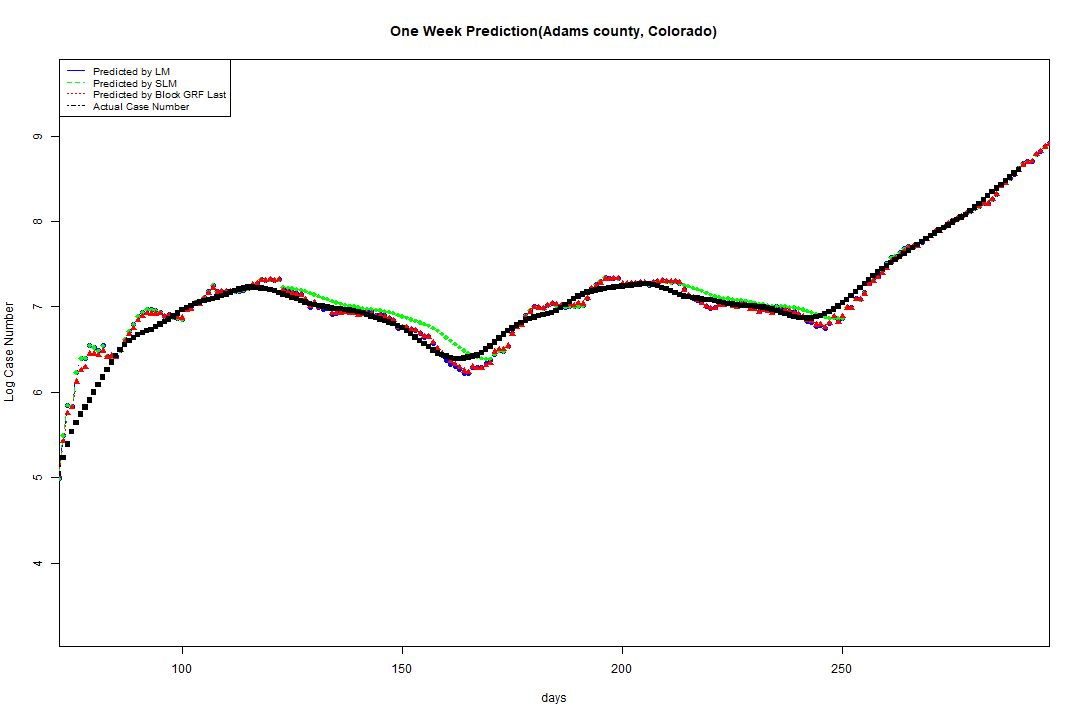 One Week Prediction(Adams county, Colorado)
Predicted by LM
Predicted by SLM
Predicted by Block GRF Last
Actual Case Number
9
8
7
6
5
4
Log Case Number
100 150 200 250
days